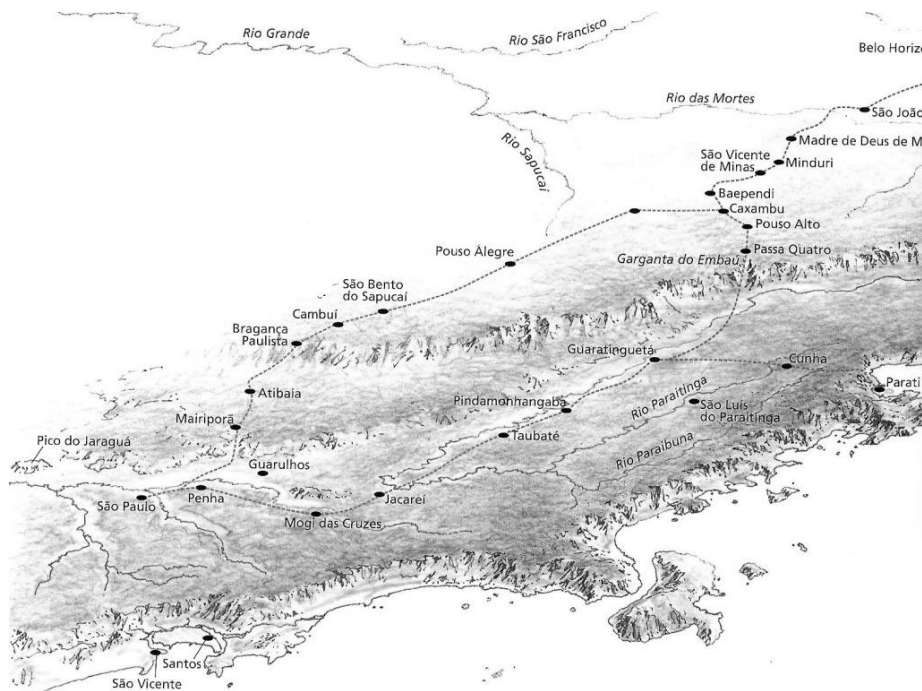 Rio Grande
Rio São Francisco
Belo Horiz
Rio das Mortes
São João
Rio Sapucaí
Madre de Deus de M
São Vicente
de Minas
Minduri
Baependi
Caxambu
Pouso Alto
Pouso Alegre
Garganta do Embaú
Passa Quatro
São Bento
do Sapucaí
Cambuí
Bragança
Paulista
Guaratinguetá
Cunha
Parati
Atibaia
Pindamonhangaba
Rio Paraitinga
São Luís
do Paraitinga
Mairiporã
Taubaté
Rio Paraibuna
Pico do Jaraguá
Guarulhos
São Paulo
Penha
Jacareí
Mogi das Cruzes
Santos
São Vicente